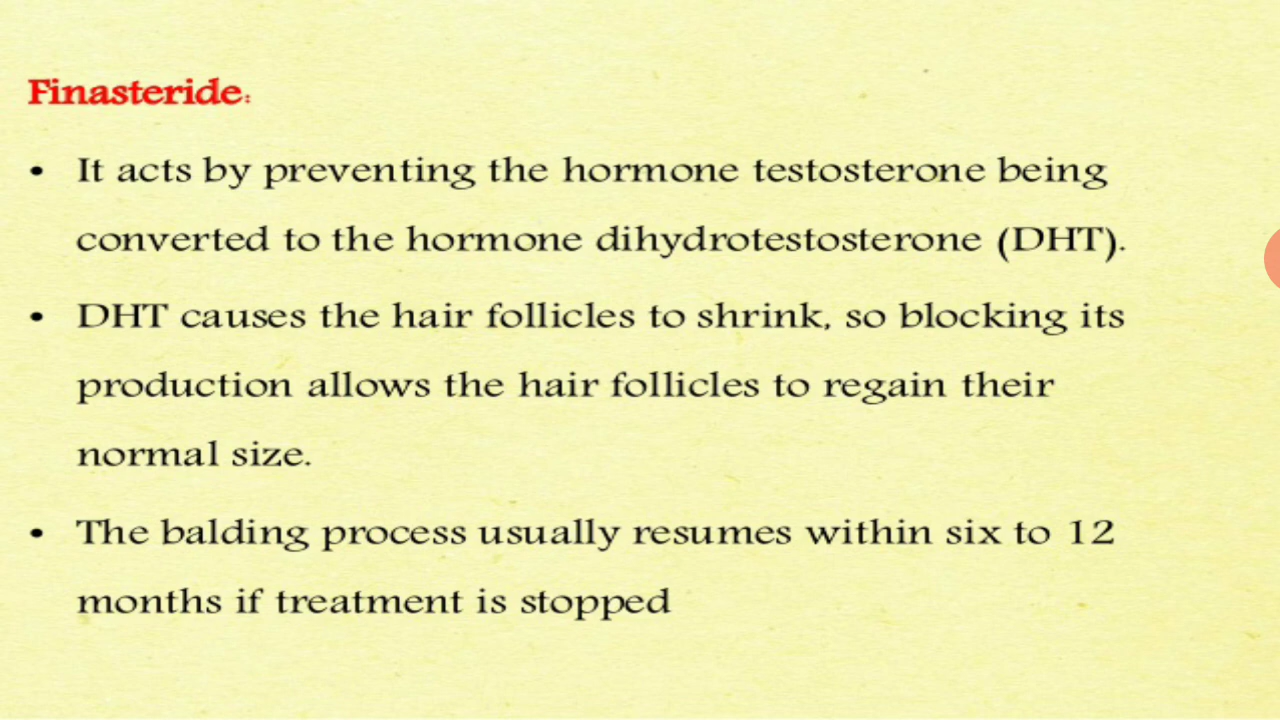 Finasteride:
• It acts by preventing the hormone testosterone being
converted to the hormone dihydrotestosterone (DHT).
• DHT causes the hair follicles to shrink, so blocking its
production allows the hair follicles to regain their
normal size.
• The balding process usually resumes within six to 12
months if treatment is stopped